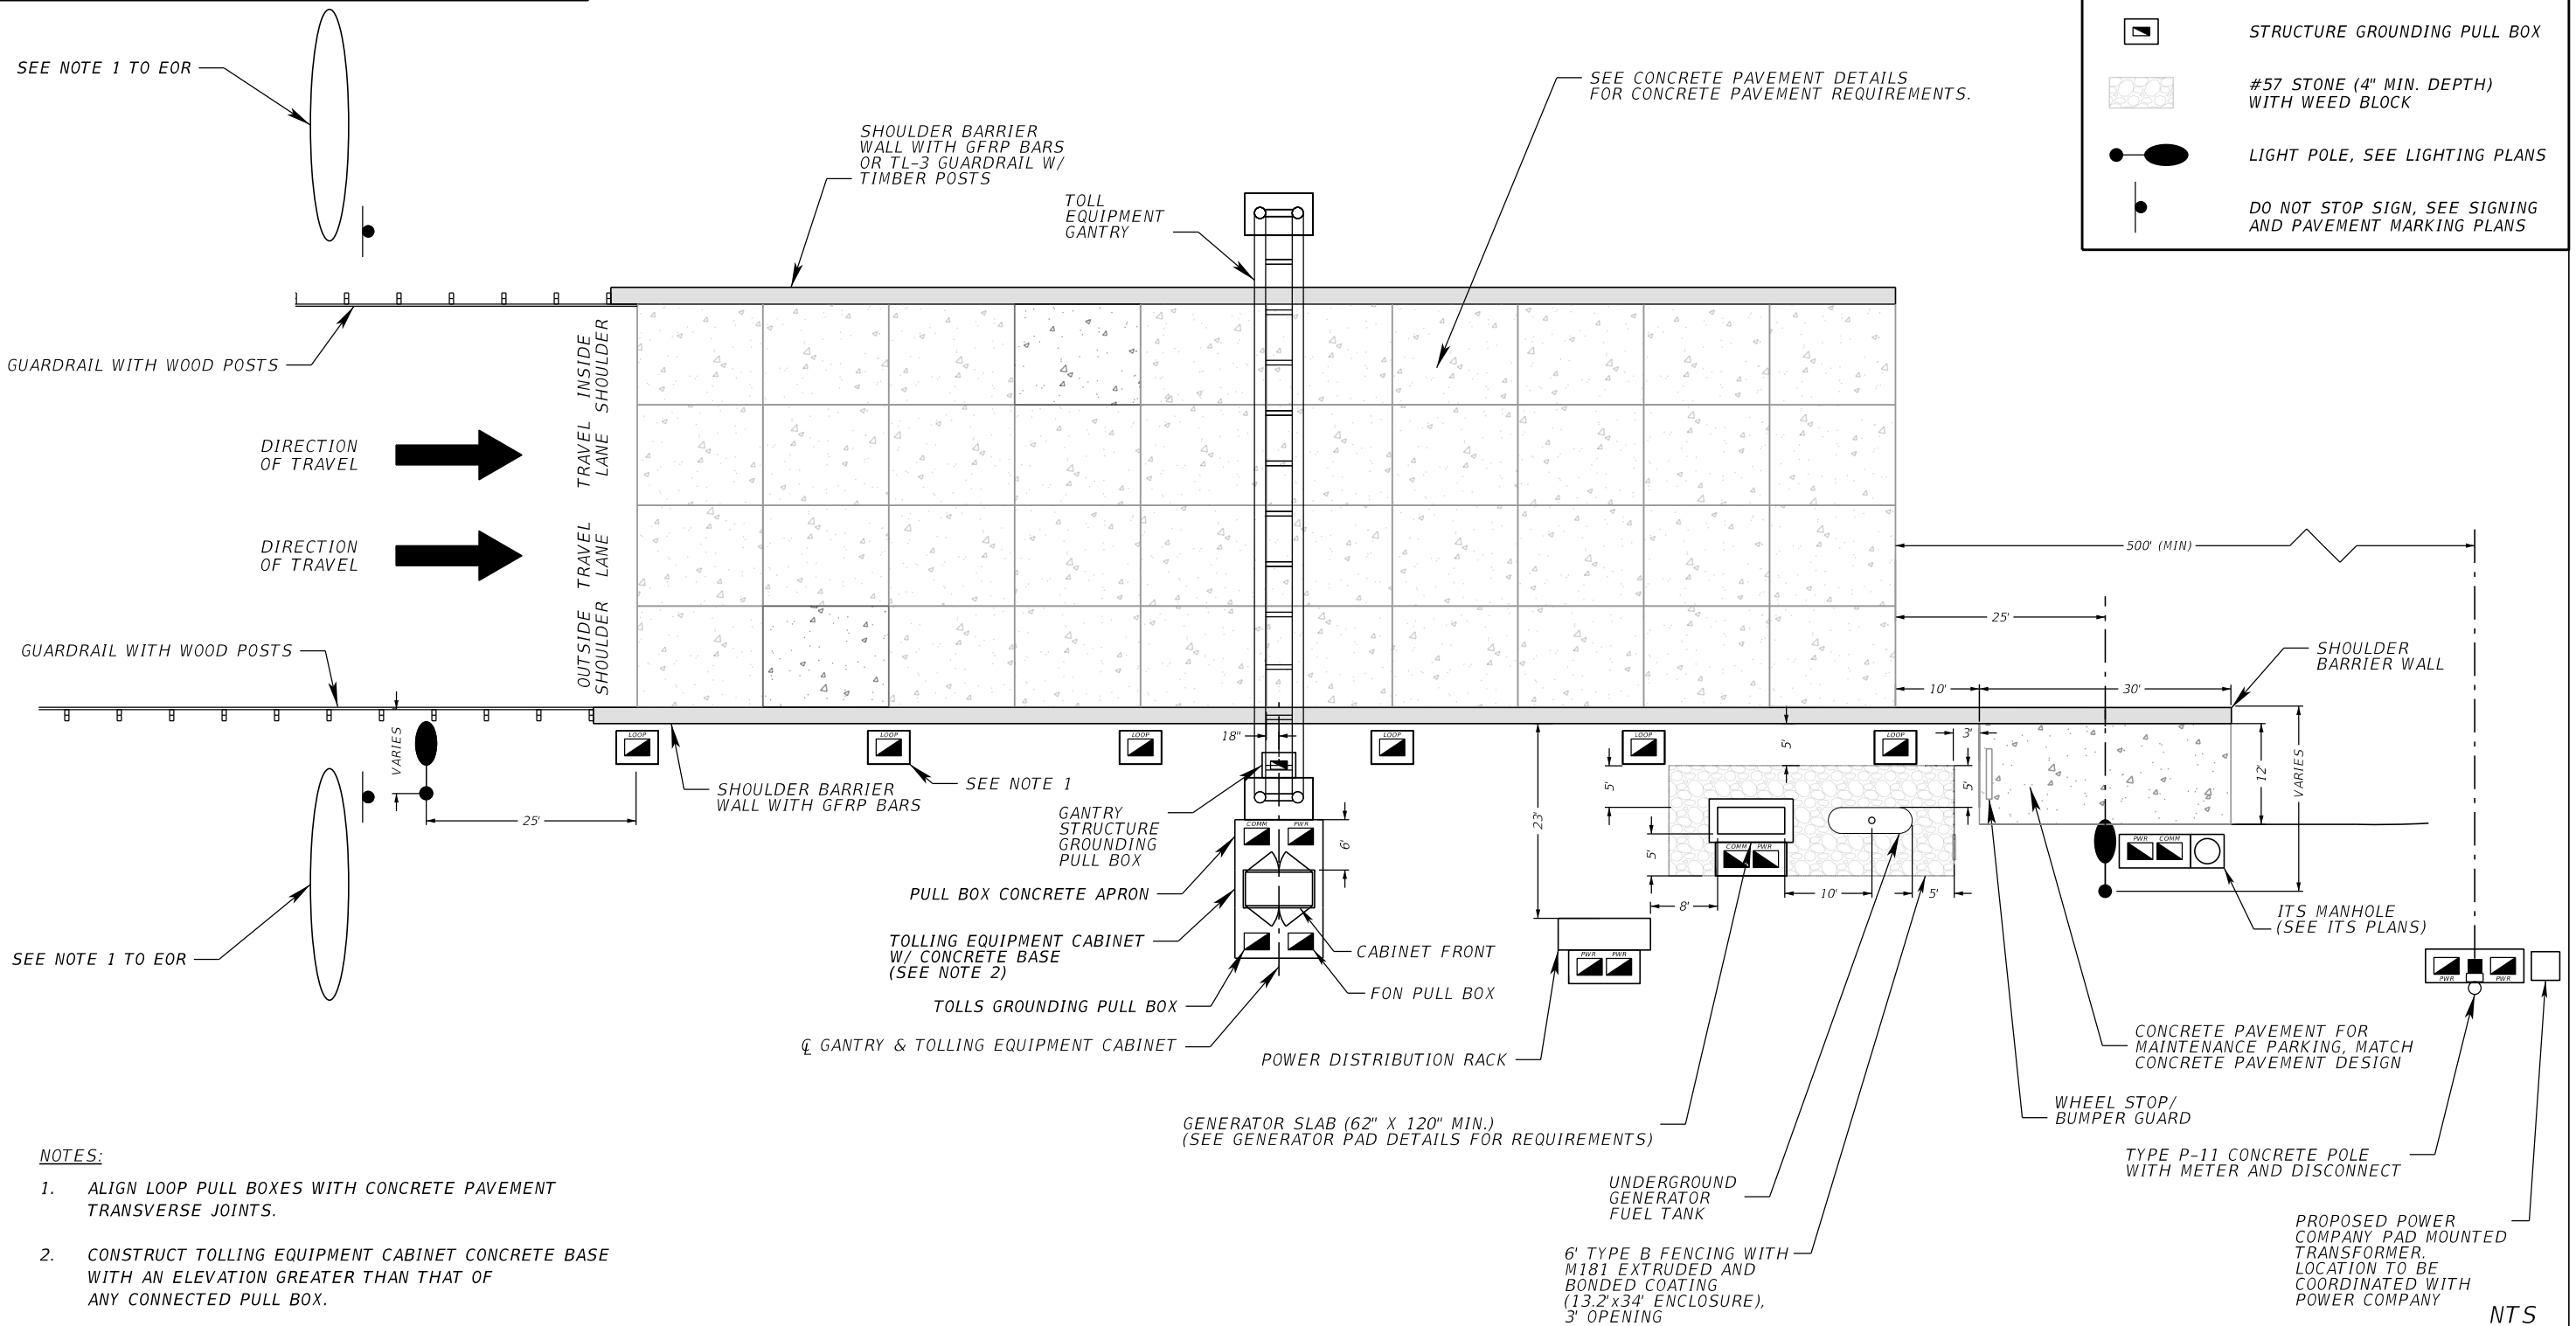 STRUCTURE GROUNDING PULL BOX
#57 STONE (4" MIN. DEPTH)
WITH WEED BLOCK
LIGHT POLE, SEE LIGHTING PLANS
DO NOT STOP SIGN, SEE SIGNING
AND PAVEMENT MARKING PLANS
SEE NOTE 1 TO EOR
SEE CONCRETE PAVEMENT DETAILS
FOR CONCRETE PAVEMENT REQUIREMENTS.
SHOULDER BARRIER
WALL WITH GFRP BARS
OR TL-3 GUARDRAIL W/
TIMBER POSTS
TOLL
EQUIPMENT
GANTRY
GUARDRAIL WITH WOOD POSTS
INSIDE
SHOULDER
TRAVEL
LANE
DIRECTION
OF TRAVEL
TRAVEL
LANE
DIRECTION
OF TRAVEL
OUTSIDE
SHOULDER
500' (MIN)
25'
GUARDRAIL WITH WOOD POSTS
SHOULDER
BARRIER WALL
10'
30'
VARIES
25'
LOOP
LOOP
LOOP
LOOP
LOOP
LOOP
18"
5'
3'
5'
5'
5'
23'
12'
VARIES
SEE NOTE 1
SHOULDER BARRIER
WALL WITH GFRP BARS
GANTRY
STRUCTURE
GROUNDING
PULL BOX
COMM
PWR
6'
COMM
PWR
10'
5'
8'
PWR
COMM
PULL BOX CONCRETE APRON
TOLLING EQUIPMENT CABINET
W/ CONCRETE BASE
(SEE NOTE 2)
CABINET FRONT
ITS MANHOLE
(SEE ITS PLANS)
SEE NOTE 1 TO EOR
PWR
PWR
PWR
PWR
FON PULL BOX
TOLLS GROUNDING PULL BOX
℄ GANTRY & TOLLING EQUIPMENT CABINET
POWER DISTRIBUTION RACK
CONCRETE PAVEMENT FOR
MAINTENANCE PARKING, MATCH
CONCRETE PAVEMENT DESIGN
WHEEL STOP/
BUMPER GUARD
GENERATOR SLAB (62" X 120" MIN.)
(SEE GENERATOR PAD DETAILS FOR REQUIREMENTS)
TYPE P-11 CONCRETE POLE
WITH METER AND DISCONNECT
UNDERGROUND
GENERATOR
FUEL TANK
6' TYPE B FENCING WITH
M181 EXTRUDED AND
BONDED COATING
(13.2'x34' ENCLOSURE),
3' OPENING
PROPOSED POWER
COMPANY PAD MOUNTED
TRANSFORMER.
LOCATION TO BE
COORDINATED WITH
POWER COMPANY
NOTES:
1. ALIGN LOOP PULL BOXES WITH CONCRETE PAVEMENT
TRANSVERSE JOINTS.
2. CONSTRUCT TOLLING EQUIPMENT CABINET CONCRETE BASE
WITH AN ELEVATION GREATER THAN THAT OF
ANY CONNECTED PULL BOX.
NTS